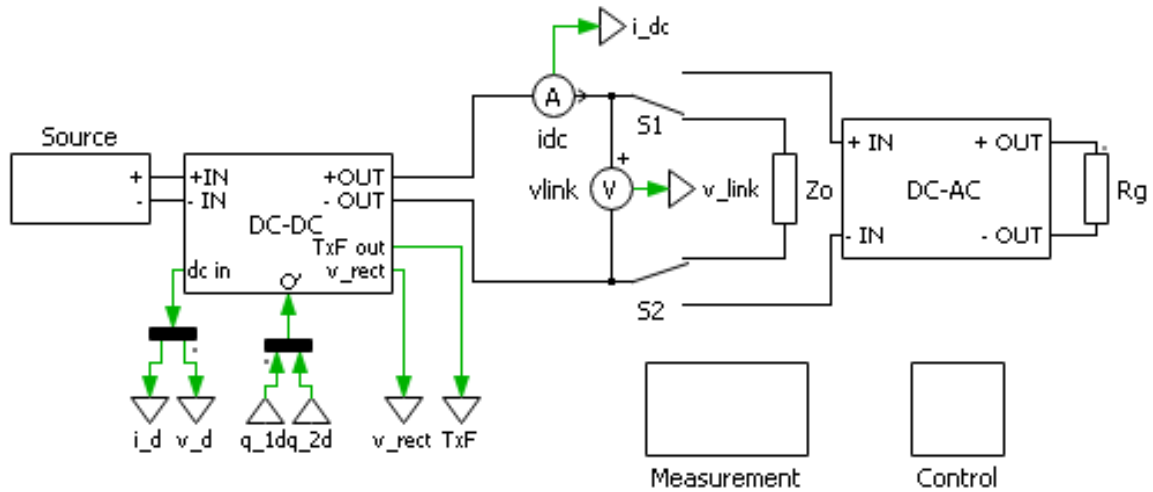 i_dc
A
idc
S1
Source
+
-
+IN
- IN
+OUT
- OUT
DC-DC
TxF out
v_rect
dc in
vlink
+
V
v_link
Zo
S2
+ IN
- IN
+ OUT
- OUT
DC-AC
Rg
i_d
v_d
q_1d
q_2d
v_rect
TxF
Measurement
Control